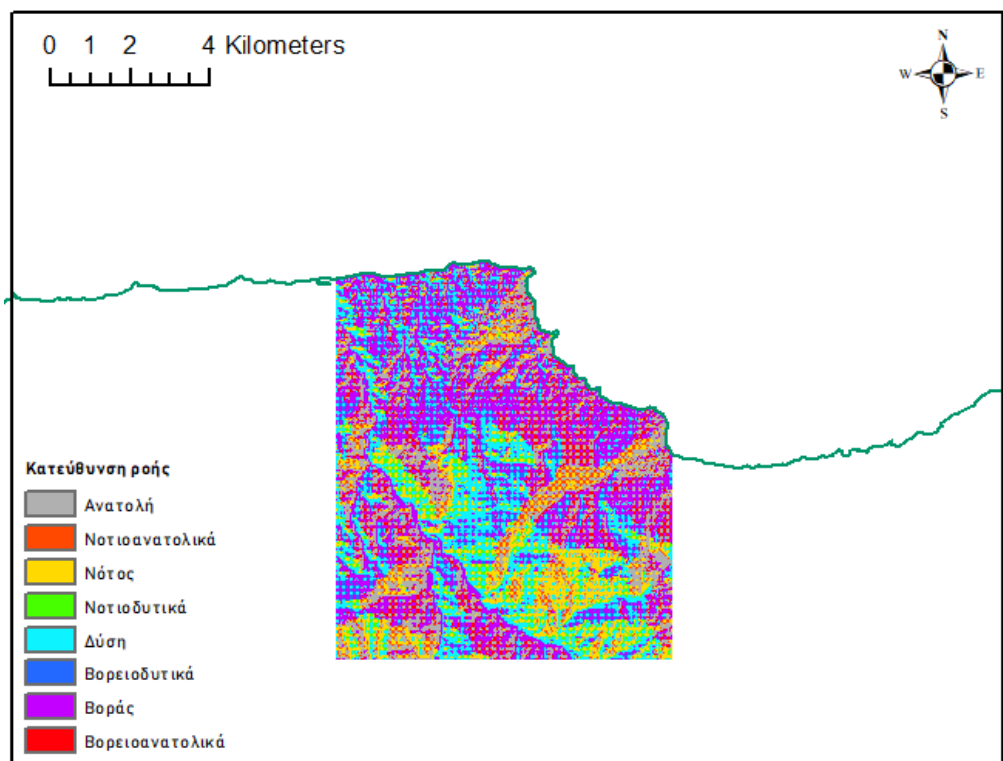 0 1 2 4 Kilometers
N
W E
S
Κατεύθυνση ροής
Ανατολή
Νοτιοανατολικά
Νότος
Νοτιοδυτικά
Δύση
Βορειοδυτικά
Βοράς
Βορειοανατολικά